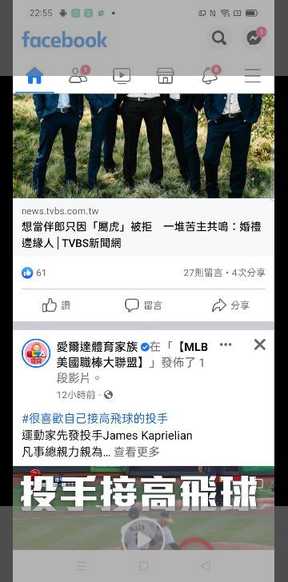 22:55
facebook
news.tvbs.com.tw
想當伴郎只因「屬虎」被拒　一堆苦主共鳴：婚禮
邊緣人│TVBS新聞網
61
27則留言・4次分享
讚
留言
分享
愛爾達體育家族 在「【MLB
美國職棒大聯盟】」發佈了 1
段影片。
12小時前・
#很喜歡自己接高飛球的投手
運動家先發投手James Kaprielian
凡事總親力親為... 查看更多
投手接高飛球